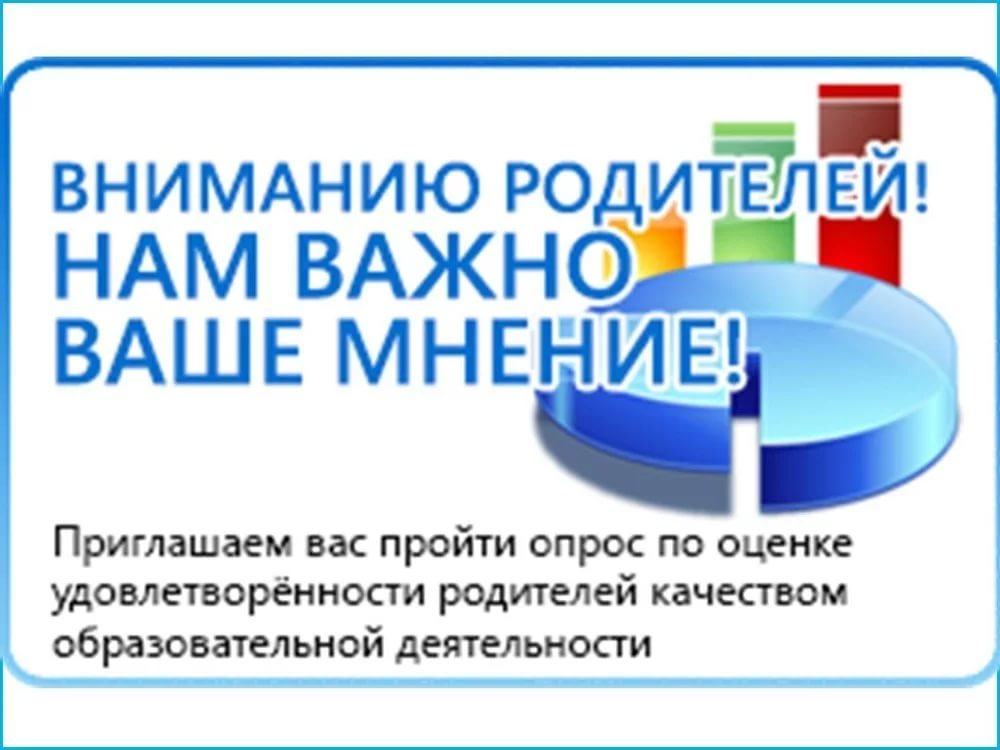 ВНИМАНИЮ РОДИТЕЛЕЙ!
НАМ ВАЖНО
ВАШЕ МНЕНИЕ!
Приглашаем вас пройти опрос по оценке
удовлетворённости родителей качеством
образовательной деятельности